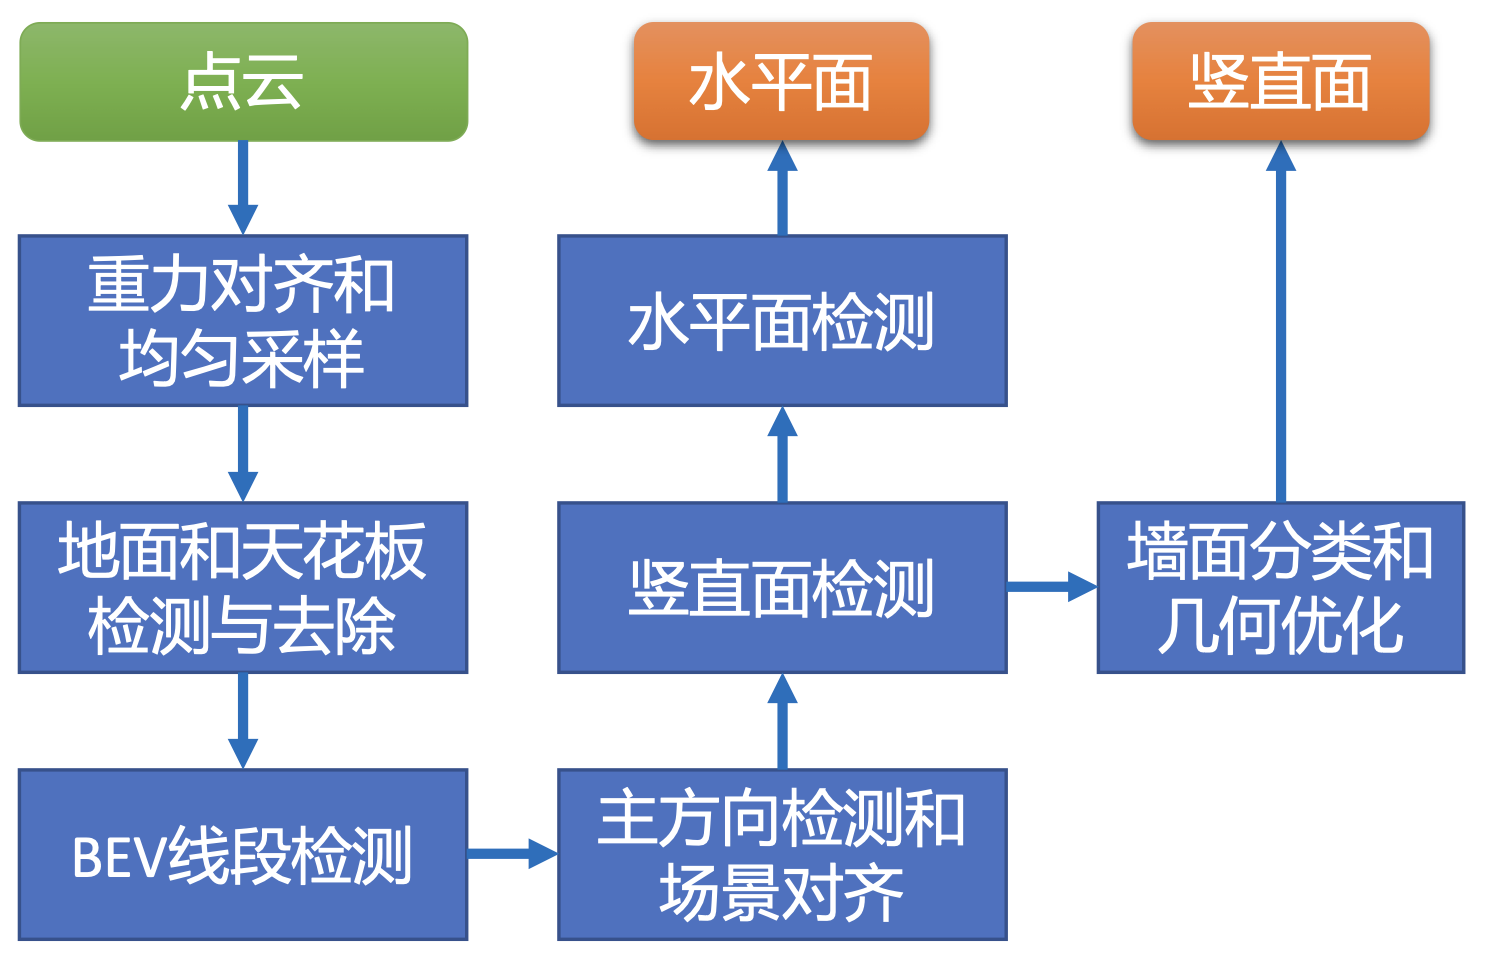 点云
重力对齐和
均匀采样
地面和天花板
检测与去除
BEV线段检测
主方向检测和
场景对齐
竖直面检测
水平面检测
水平面
墙面分类和
几何优化
竖直面